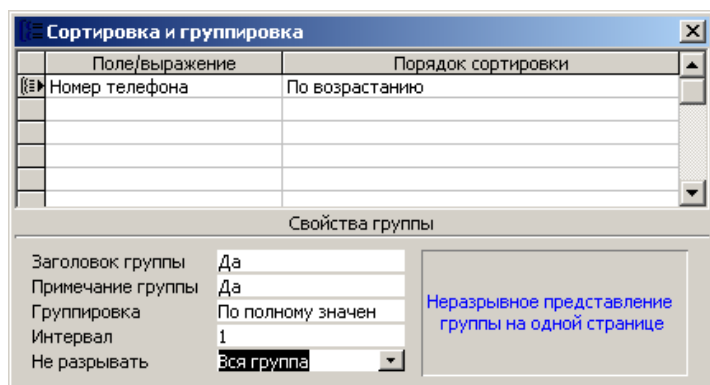 Сортировка и группировка
Поле/выражение Порядок сортировки
Номер телефона По возрастанию
Свойства группы
Заголовок группы Да
Примечание группы Да
Группировка По полному значен
Интервал 1
Не разрывать Вся группа
Неразрывное представление
группы на одной странице